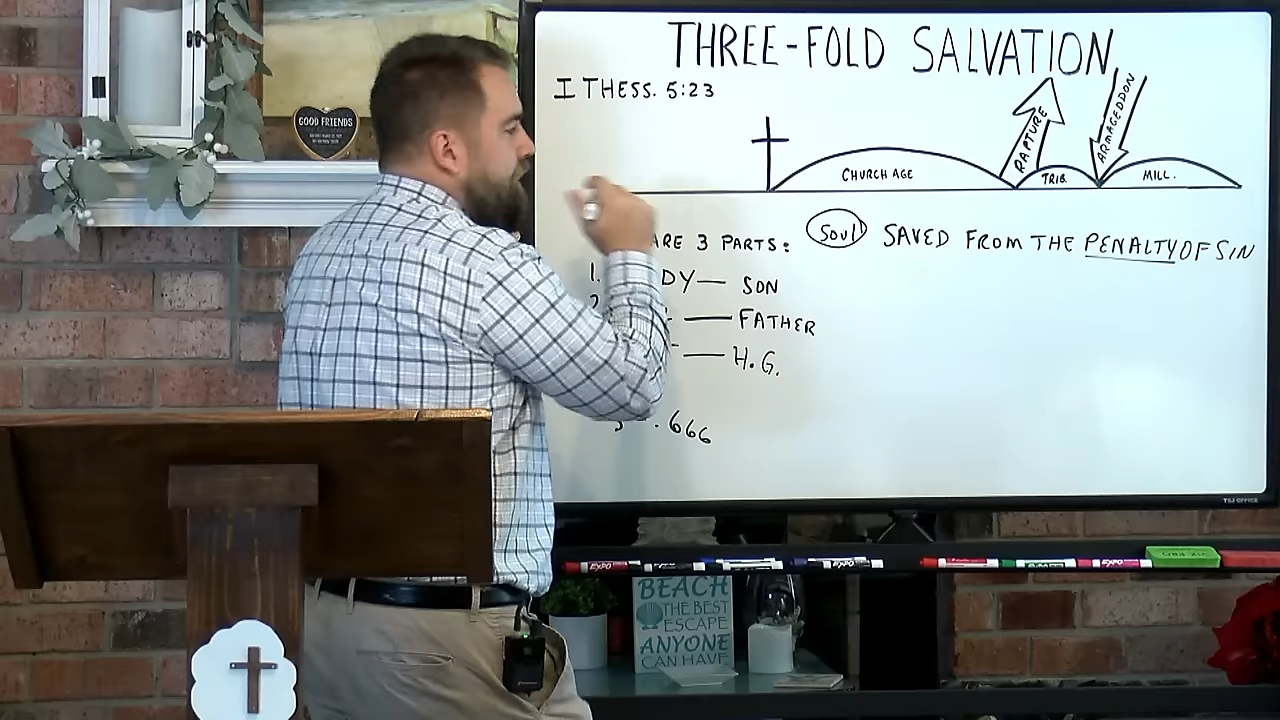 THREE-FOLD SALVATION
I THESS. 5:23
RAPTURE
ARMAGEDDON
CHURCH AGE
TRIB.
MILL.
ARE 3 PARTS:
Soul SAVED FROM THE PENALTY OF SIN
1. DY — SON
2 — FATHER
— H.G.
.666
GOOD FRIENDS
EXPO
EXPO
BEACH
THE BEST
ESCAPE
ANYONE
CAN HAVE